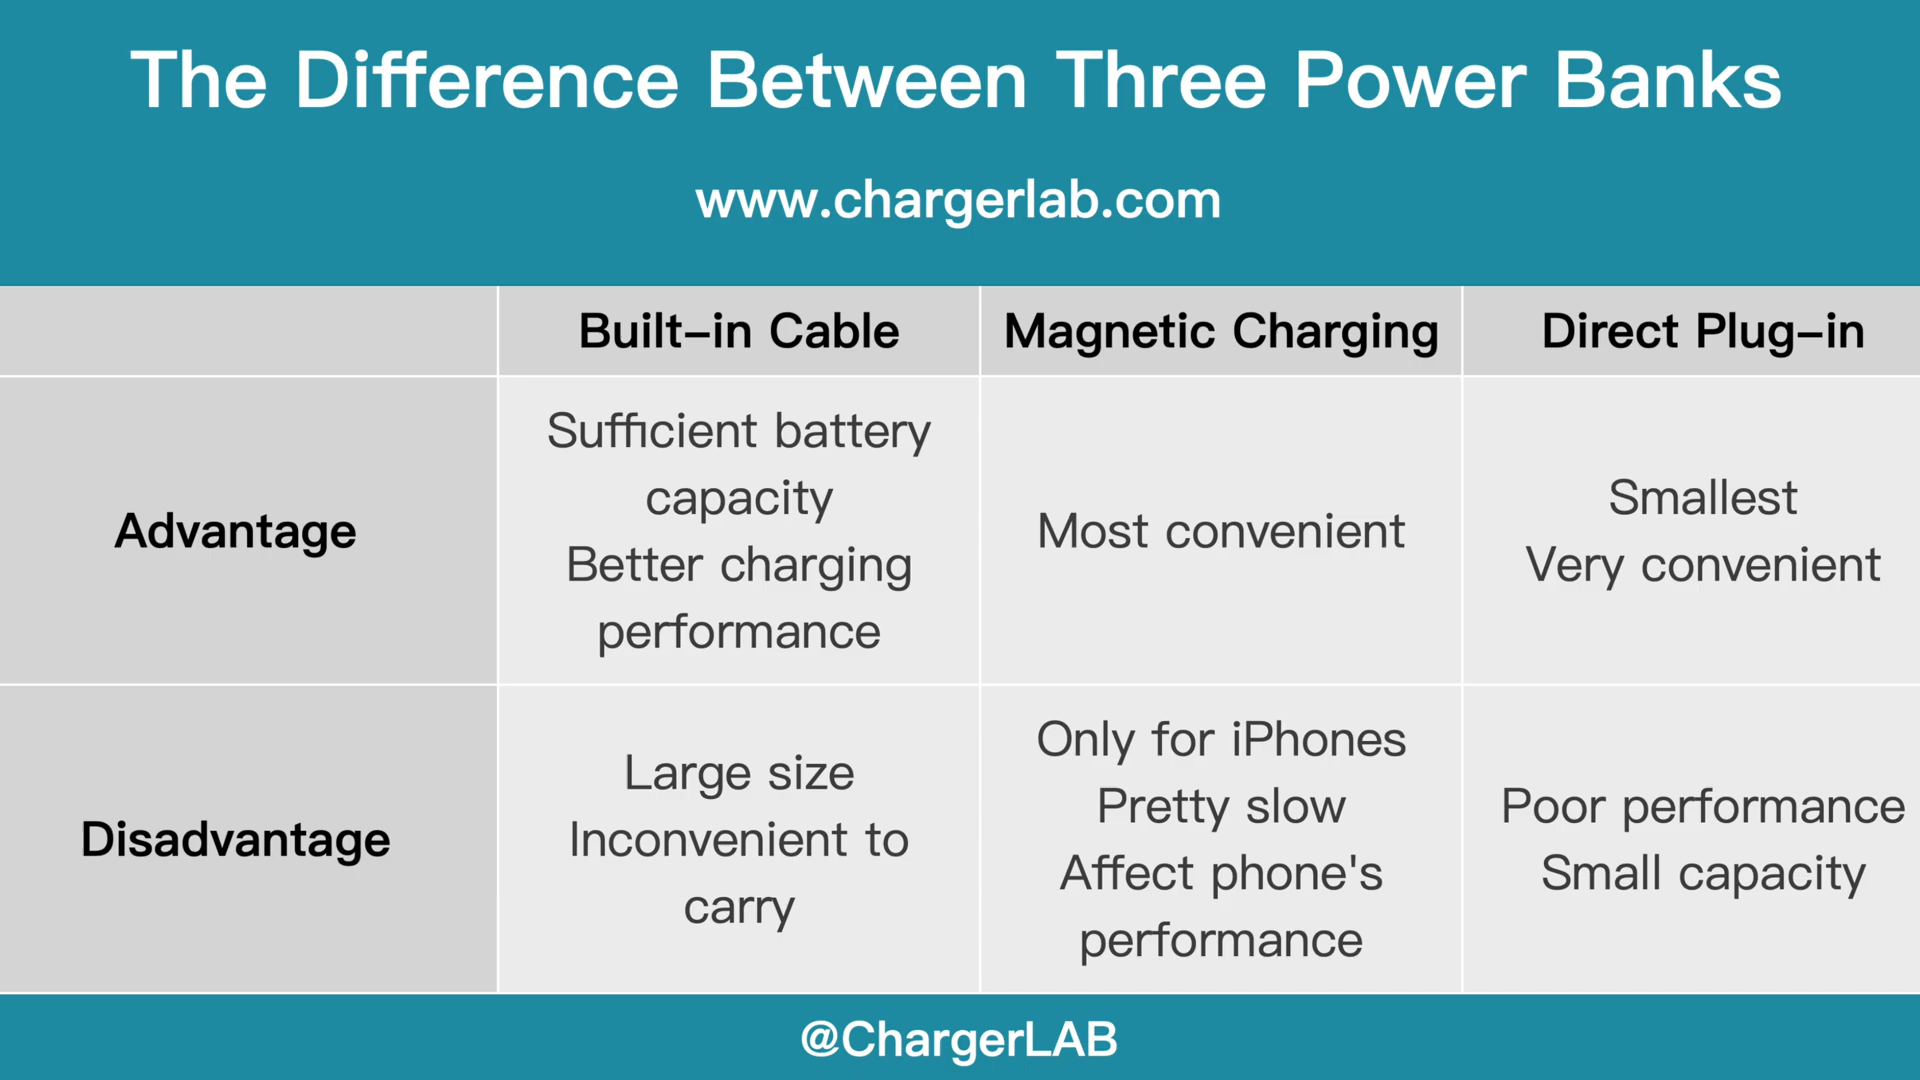 The Difference Between Three Power Banks
www.chargerlab.com
Built-in Cable
Magnetic Charging
Direct Plug-in
Advantage
Sufficient battery
capacity
Better charging
performance
Most convenient
Smallest
Very convenient
Disadvantage
Large size
Inconvenient to
carry
Only for iPhones
Pretty slow
Affect phone's
performance
Poor performance
Small capacity
@ChargerLAB